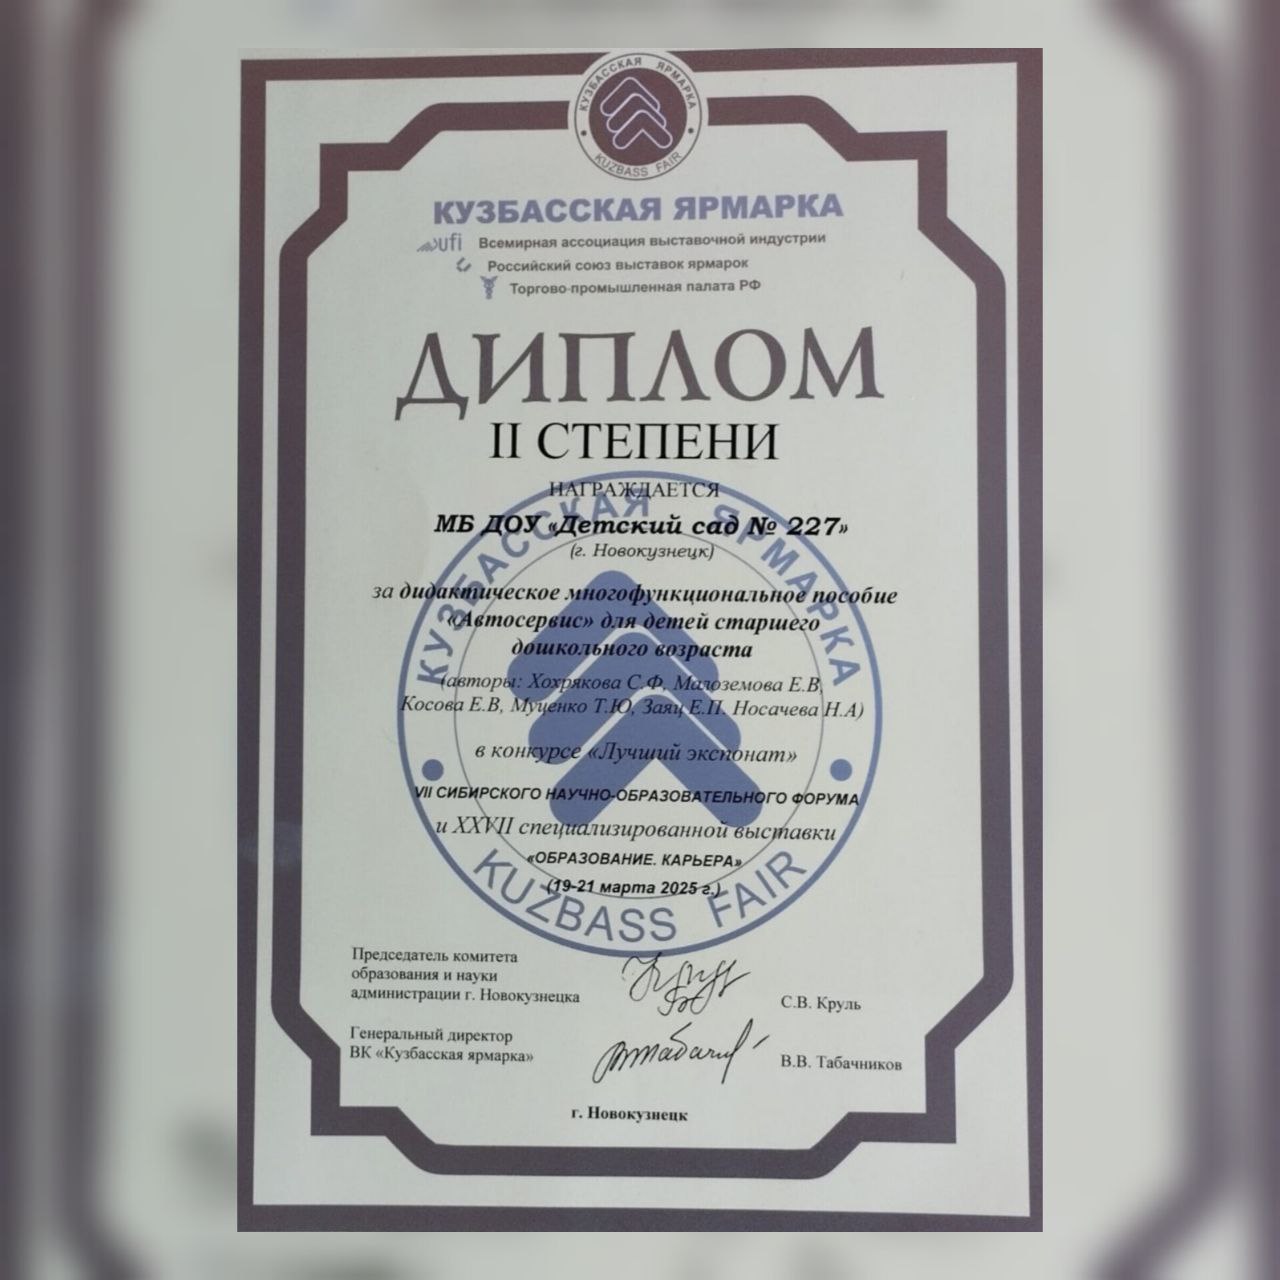 КУЗБАССКАЯ ЯРМАРКА
KUZBASS FAIR
КУЗБАССКАЯ ЯРМАРКА
ufi Всемирная ассоциация выставочной индустрии
Российский союз выставок ярмарок
Торгово-промышленная палата РФ
ДИПЛОМ
II СТЕПЕНИ
НАГРАЖДАЕТСЯ
МБ ДОУ «Детский сад № 227»
(г. Новокузнецк)
за дидактическое многофункциональное пособие
«Автосервис» для детей старшего
дошкольного возраста
(авторы: Хохрякова С.Ф, Малоземова Е.В,
Косова Е.В, Муценко Т.Ю, Заяц Е.П. Носачева Н.А)
в конкурсе «Лучший экспонат»
VII СИБИРСКОГО НАУЧНО-ОБРАЗОВАТЕЛЬНОГО ФОРУМА
и XXVII специализированной выставки
«ОБРАЗОВАНИЕ. КАРЬЕРА»
(19-21 марта 2025 г.)
КУЗБАССКАЯ ЯРМАРКА
KUZBASS FAIR
Председатель комитета
образования и науки
администрации г. Новокузнецка С.В. Круль
Генеральный директор
ВК «Кузбасская ярмарка» В.В. Табачников
г. Новокузнецк